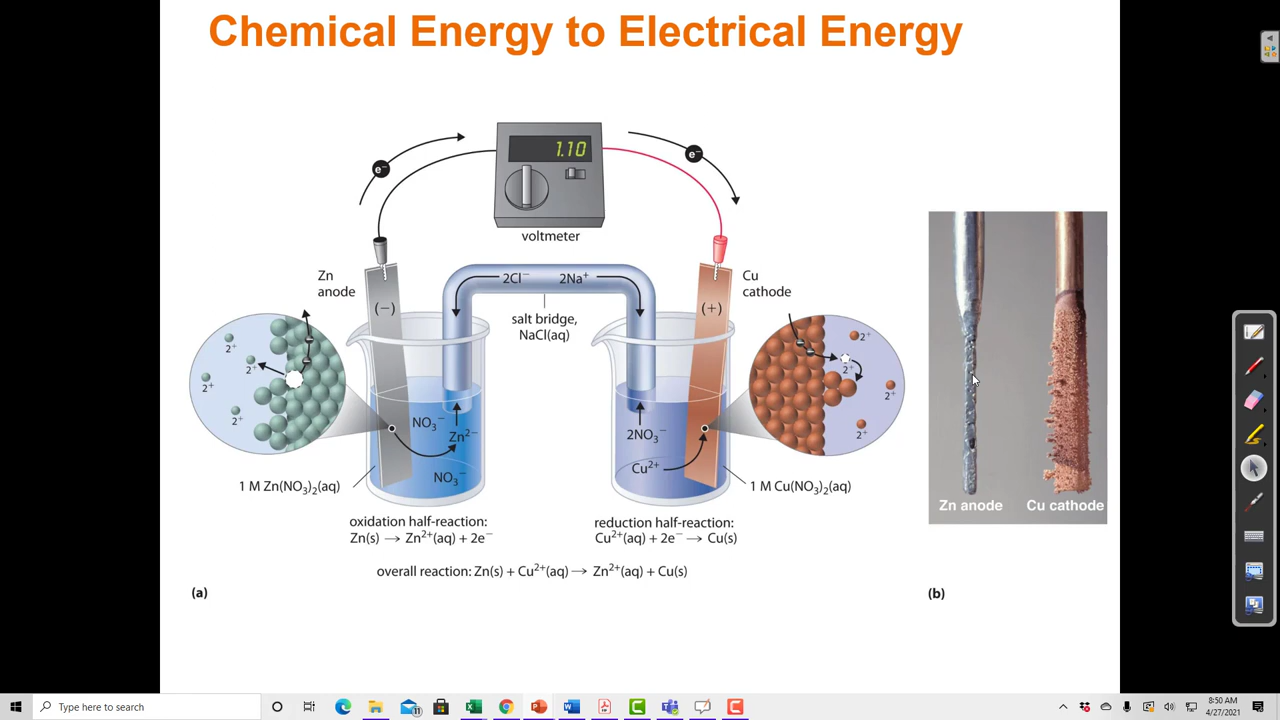 Chemical Energy to Electrical Energy
1.10
e⁻
e⁻
voltmeter
Zn
anode
(−)
2Cl⁻
2Na⁺
salt bridge,
NaCl(aq)
(+)
Cu
cathode
2+
2+
2+
2+
NO₃⁻
Zn²⁻
NO₃⁻
2NO₃⁻
Cu²⁺
2+
2+
2+
2+
1 M Zn(NO₃)₂(aq)
1 M Cu(NO₃)₂(aq)
oxidation half-reaction:
Zn(s) → Zn²⁺(aq) + 2e⁻
reduction half-reaction:
Cu²⁺(aq) + 2e⁻ → Cu(s)
overall reaction: Zn(s) + Cu²⁺(aq) → Zn²⁺(aq) + Cu(s)
(a)
Zn anode
Cu cathode
(b)
Type here to search
11
8:50 AM
4/27/2021